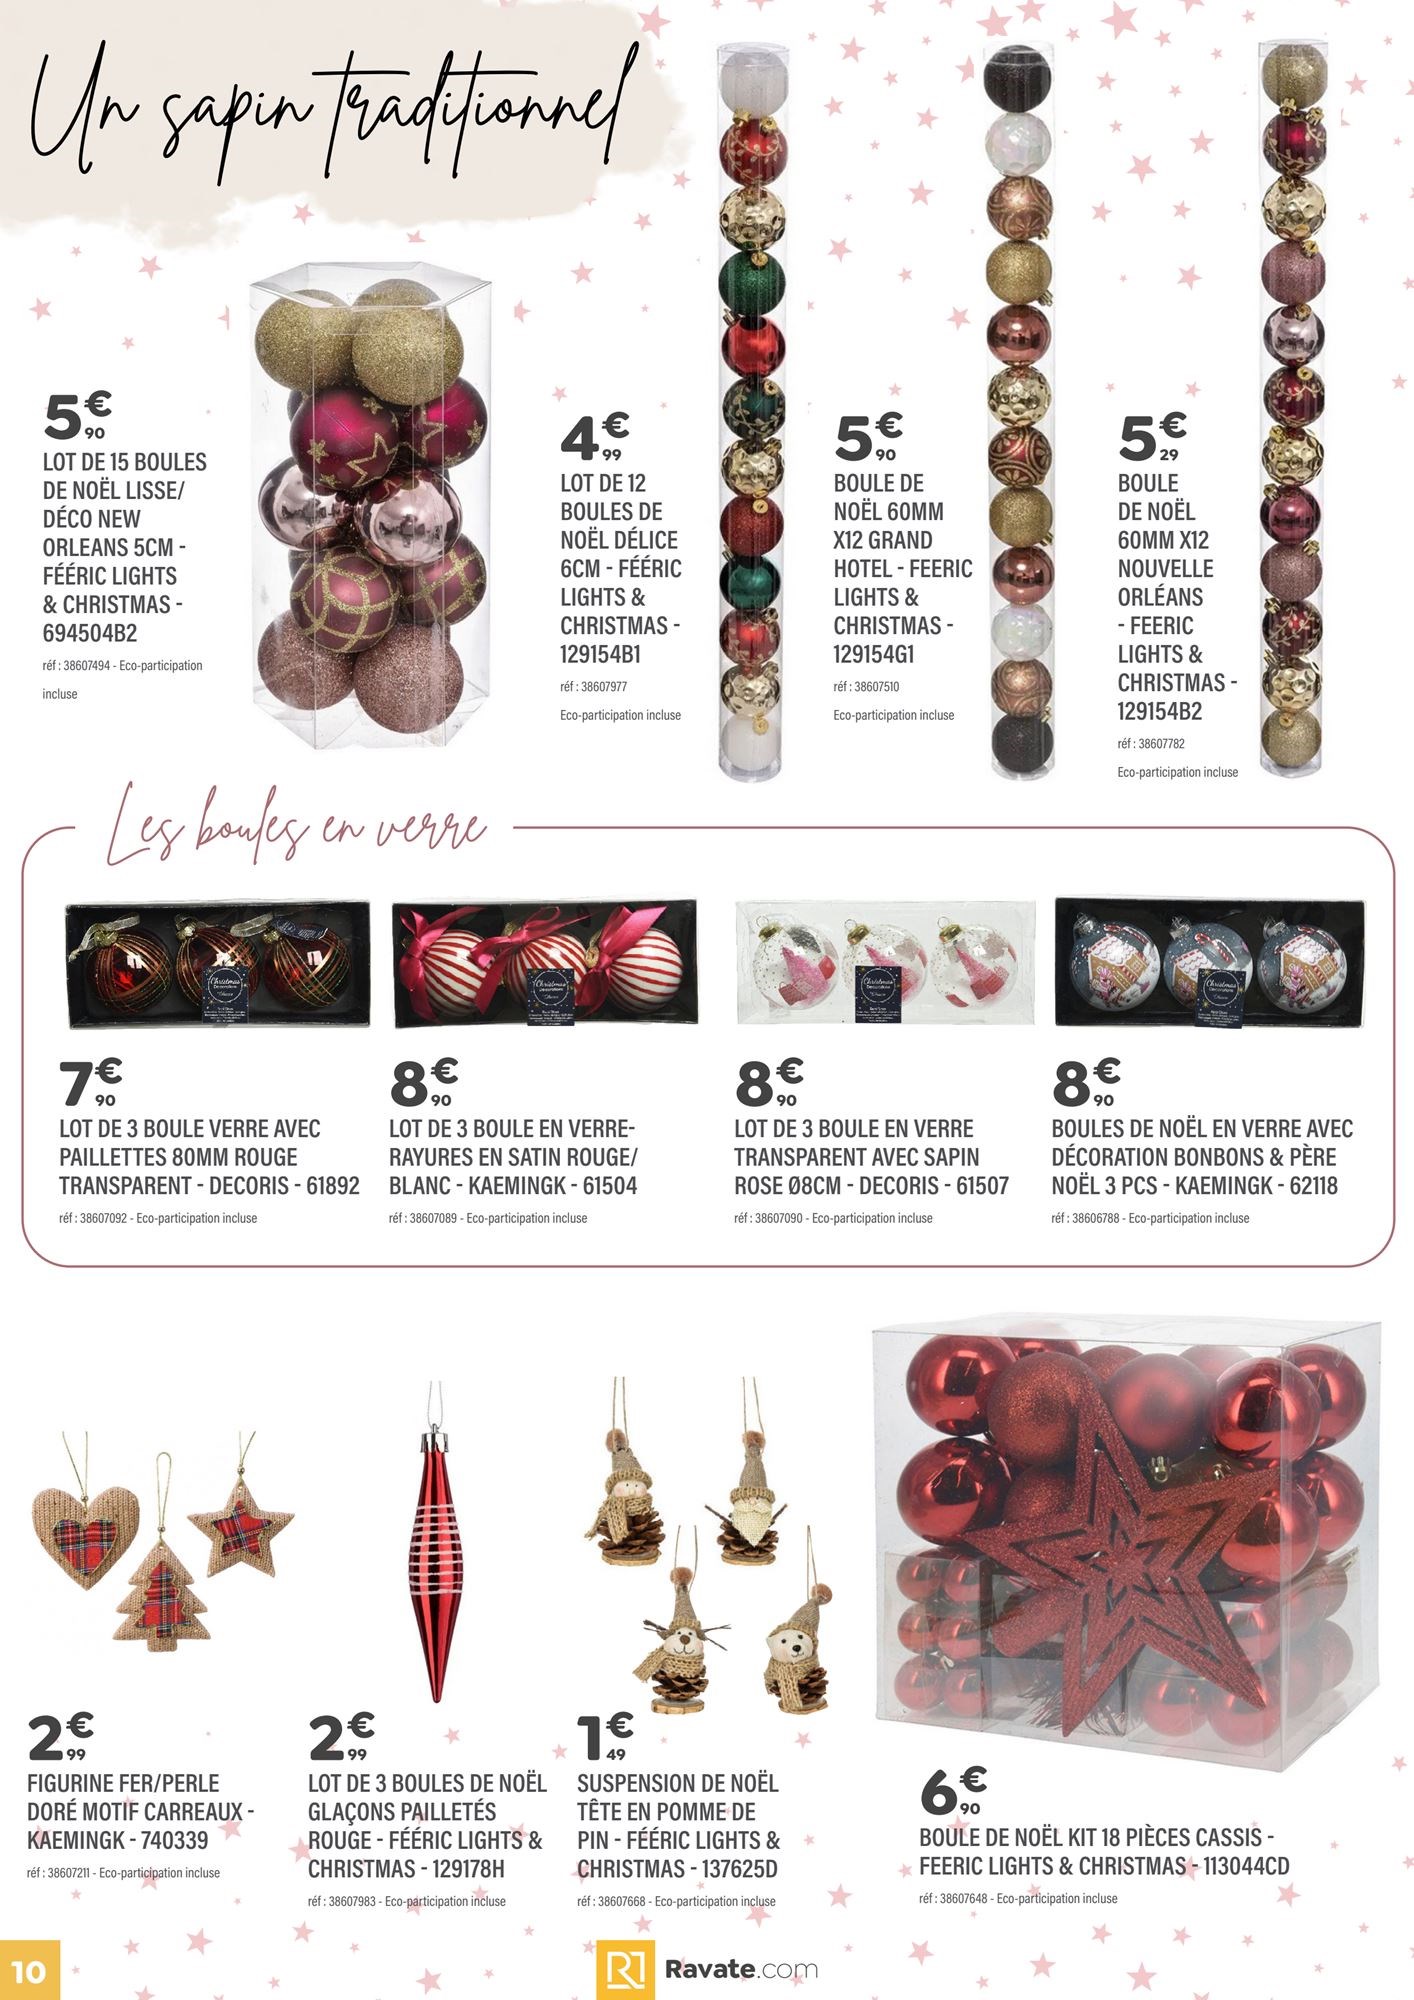 Un sapin traditionnel
5€90
LOT DE 15 BOULES
DE NOËL LISSE/
DÉCO NEW
ORLEANS 5CM -
FÉÉRIC LIGHTS
& CHRISTMAS -
694504B2
réf : 38607494 - Eco-participation
incluse
4€99
LOT DE 12
BOULES DE
NOËL DÉLICE
6CM - FÉÉRIC
LIGHTS &
CHRISTMAS -
129154B1
réf : 38607977
Eco-participation incluse
5€90
BOULE DE
NOËL 60MM
X12 GRAND
HOTEL - FEERIC
LIGHTS &
CHRISTMAS -
129154G1
réf : 38607510
Eco-participation incluse
5€29
BOULE
DE NOËL
60MM X12
NOUVELLE
ORLÉANS
- FEERIC
LIGHTS &
CHRISTMAS -
129154B2
réf : 38607782
Eco-participation incluse
Les boules en verre
Christmas
Christmas
Christmas
Christmas
7€90
LOT DE 3 BOULE VERRE AVEC
PAILLETTES 80MM ROUGE
TRANSPARENT - DECORIS - 61892
réf : 38607092 - Eco-participation incluse
8€90
LOT DE 3 BOULE EN VERRE-
RAYURES EN SATIN ROUGE/
BLANC - KAEMINGK - 61504
réf : 38607089 - Eco-participation incluse
8€90
LOT DE 3 BOULE EN VERRE
TRANSPARENT AVEC SAPIN
ROSE Ø8CM - DECORIS - 61507
réf : 38607090 - Eco-participation incluse
8€90
BOULES DE NOËL EN VERRE AVEC
DÉCORATION BONBONS & PÈRE
NOËL 3 PCS - KAEMINGK - 62118
réf : 38606788 - Eco-participation incluse
2€99
FIGURINE FER/PERLE
DORÉ MOTIF CARREAUX -
KAEMINGK - 740339
réf : 38607211 - Eco-participation incluse
2€99
LOT DE 3 BOULES DE NOËL
GLAÇONS PAILLETÉS
ROUGE - FÉÉRIC LIGHTS &
CHRISTMAS - 129178H
réf : 38607983 - Eco-participation incluse
1€49
SUSPENSION DE NOËL
TÊTE EN POMME DE
PIN - FÉÉRIC LIGHTS &
CHRISTMAS - 137625D
réf : 38607668 - Eco-participation incluse
6€90
BOULE DE NOËL KIT 18 PIÈCES CASSIS -
FEERIC LIGHTS & CHRISTMAS - 113044CD
réf : 38607648 - Eco-participation incluse
10
Ravate.com